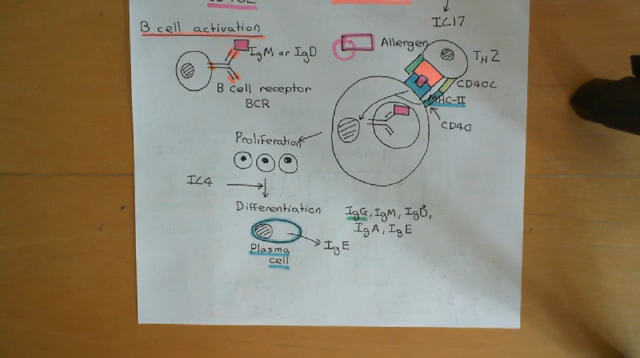 IL17
B cell activation
IgM or IgD
B cell receptor
BCR
Allergen
TH2
CD40L
MHC-II
CD40
Proliferation
IL4
Differentiation
IgG, IgM, IgD,
IgA, IgE
Plasma
cell
IgE